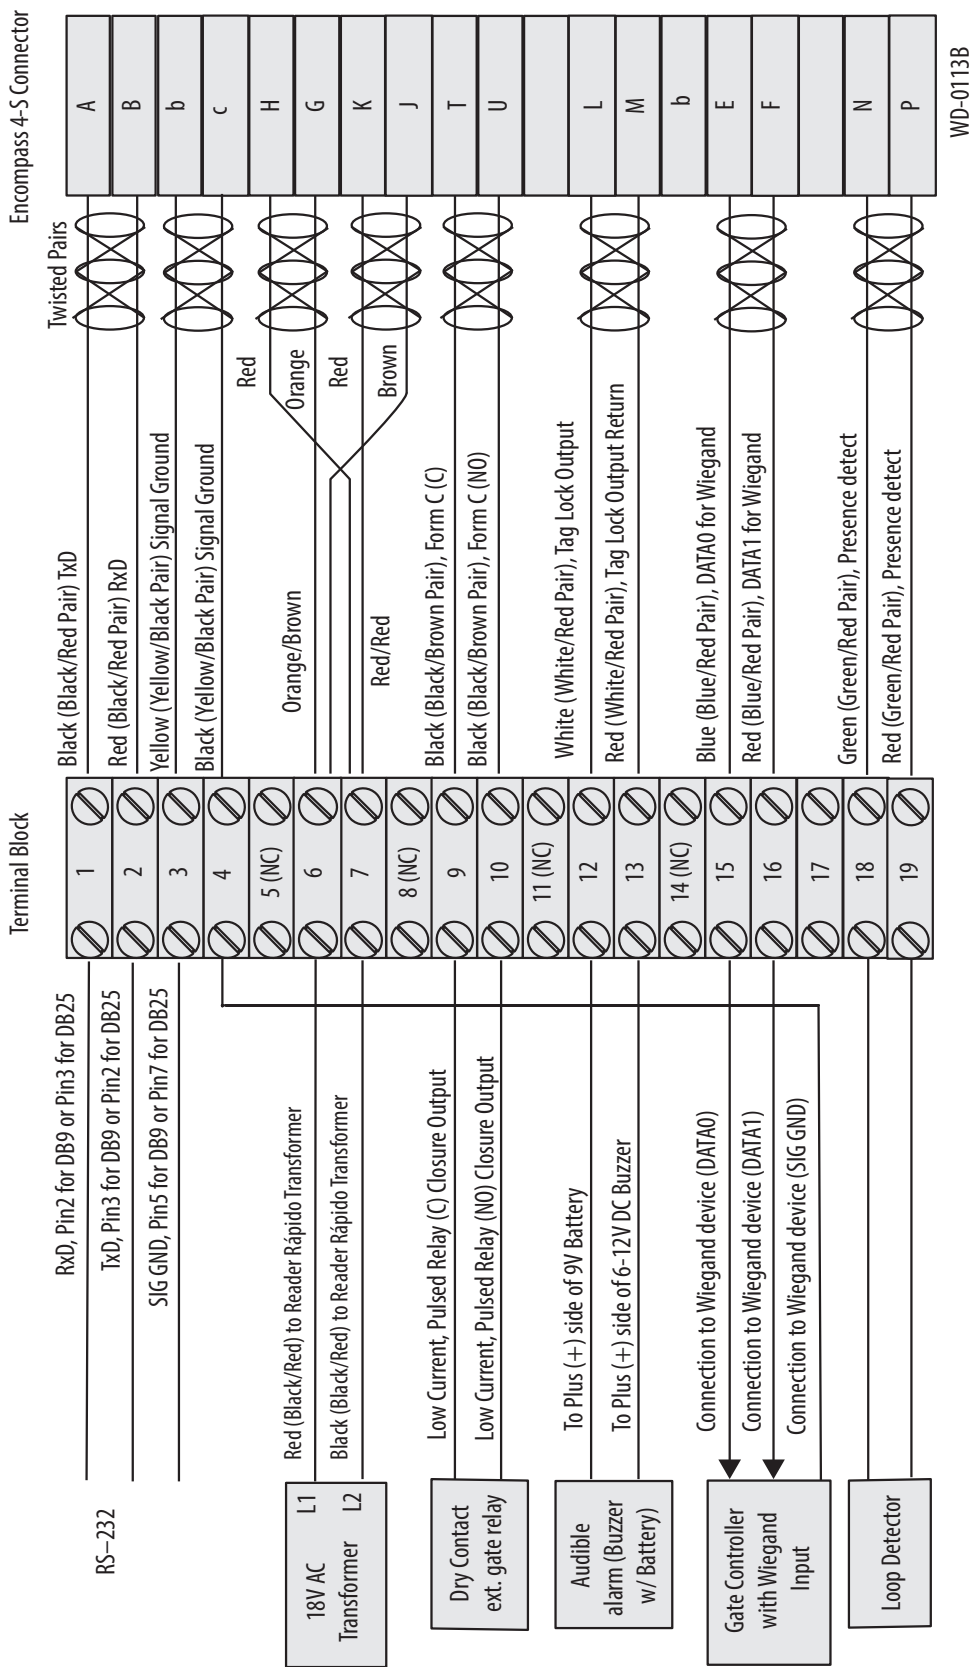 Encompass 4-S Connector
A
B
b
c
H
G
K
J
T
U
L
M
b
E
F
N
P
WD-0113B
Twisted Pairs
Red
Orange
Red
Brown
Black (Black/Red Pair) TxD
Red (Black/Red Pair) RxD
Yellow (Yellow/Black Pair) Signal Ground
Black (Yellow/Black Pair) Signal Ground
Orange/Brown
Red/Red
Black (Black/Brown Pair), Form C (C)
Black (Black/Brown Pair), Form C (NO)
White (White/Red Pair), Tag Lock Output
Red (White/Red Pair), Tag Lock Output Return
Blue (Blue/Red Pair), DATA0 for Wiegand
Red (Blue/Red Pair), DATA1 for Wiegand
Green (Green/Red Pair), Presence detect
Red (Green/Red Pair), Presence detect
Terminal Block
1
2
3
4
5 (NC)
6
7
8 (NC)
9
10
11 (NC)
12
13
14 (NC)
15
16
17
18
19
RxD, Pin2 for DB9 or Pin3 for DB25
TxD, Pin3 for DB9 or Pin2 for DB25
SIG GND, Pin5 for DB9 or Pin7 for DB25
Red (Black/Red) to Reader Rápido Transformer
Black (Black/Red) to Reader Rápido Transformer
Low Current, Pulsed Relay (C) Closure Output
Low Current, Pulsed Relay (NO) Closure Output
To Plus (+) side of 9V Battery
To Plus (+) side of 6-12V DC Buzzer
Connection to Wiegand device (DATA0)
Connection to Wiegand device (DATA1)
Connection to Wiegand device (SIG GND)
RS–232
18V AC
Transformer
L1
L2
Dry Contact
ext. gate relay
Audible
alarm (Buzzer
w/ Battery)
Gate Controller
with Wiegand
Input
Loop Detector